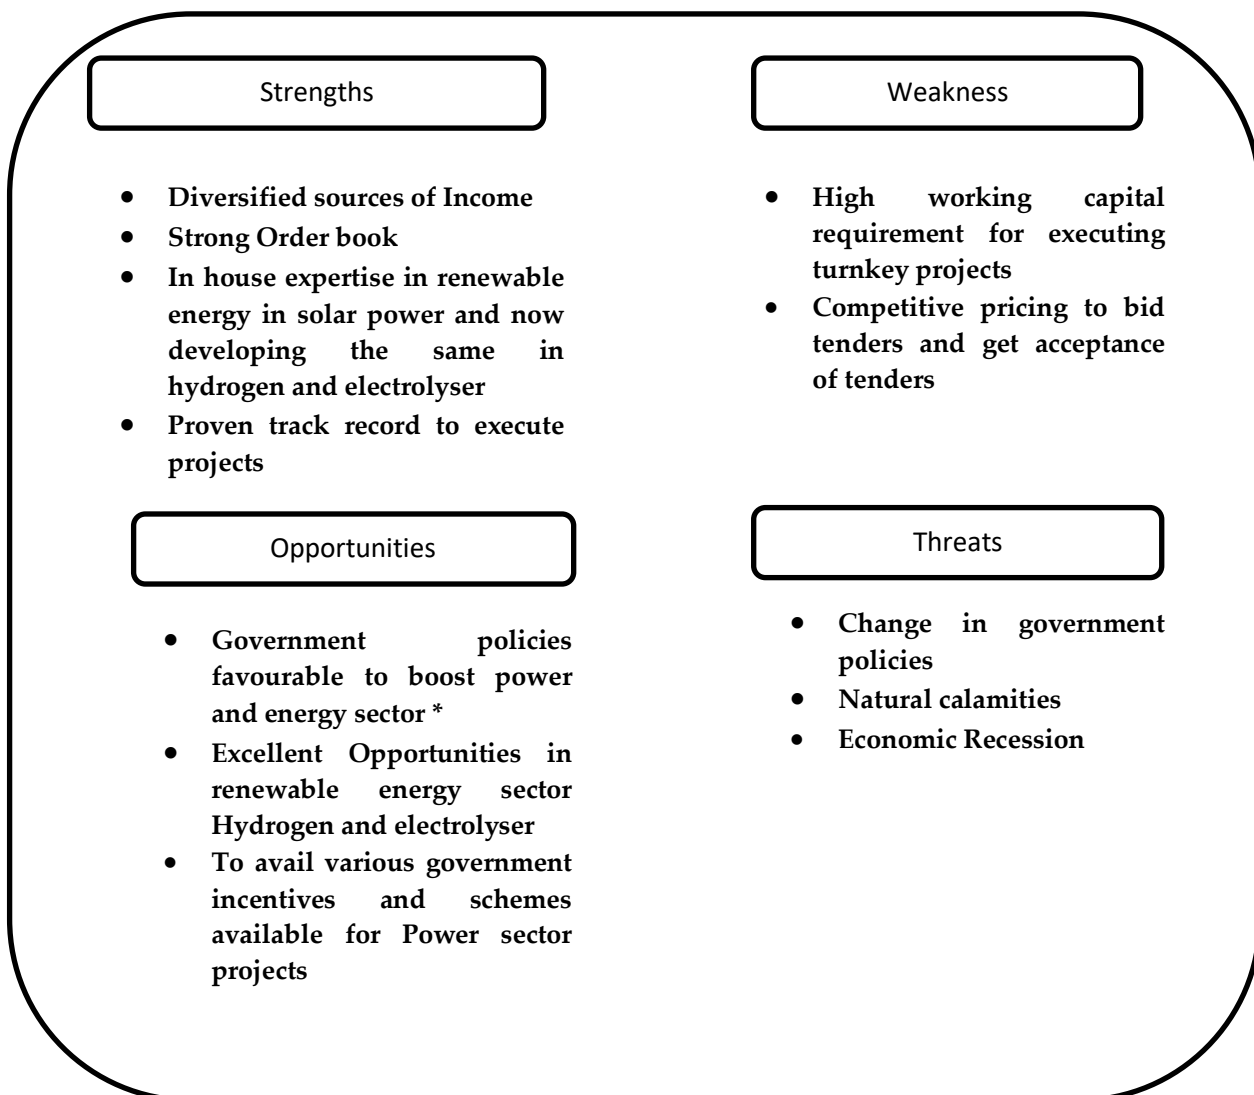 Strengths
• Diversified sources of Income
• Strong Order book
• In house expertise in renewable
energy in solar power and now
developing the same in
hydrogen and electrolyser
• Proven track record to execute
projects
Weakness
• High working capital
requirement for executing
turnkey projects
• Competitive pricing to bid
tenders and get acceptance
of tenders
Opportunities
• Government policies
favourable to boost power
and energy sector *
• Excellent Opportunities in
renewable energy sector
Hydrogen and electrolyser
• To avail various government
incentives and schemes
available for Power sector
projects
Threats
• Change in government
policies
• Natural calamities
• Economic Recession